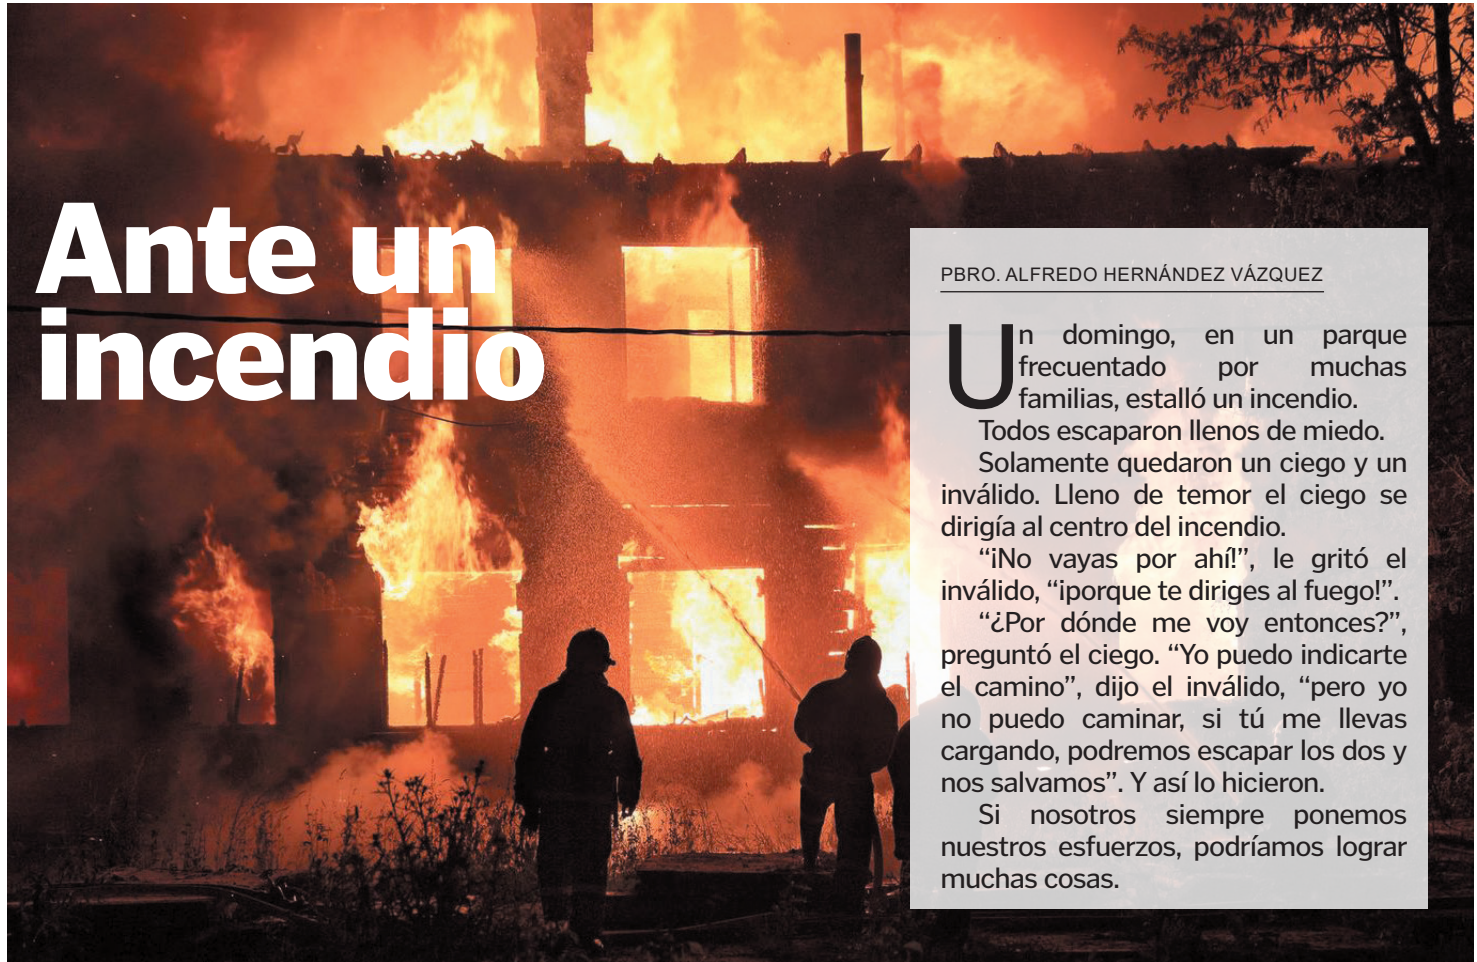 Ante un
incendio
PBRO. ALFREDO HERNÁNDEZ VÁZQUEZ
Un domingo, en un parque
frecuentado por muchas
familias, estalló un incendio.
Todos escaparon llenos de miedo.
Solamente quedaron un ciego y un
inválido. Lleno de temor el ciego se
dirigía al centro del incendio.
“¡No vayas por ahí!”, le gritó el
inválido, “¡porque te diriges al fuego!”.
“¿Por dónde me voy entonces?”,
preguntó el ciego. “Yo puedo indicarte
el camino”, dijo el inválido, “pero yo
no puedo caminar, si tú me llevas
cargando, podremos escapar los dos y
nos salvamos”. Y así lo hicieron.
Si nosotros siempre ponemos
nuestros esfuerzos, podríamos lograr
muchas cosas.